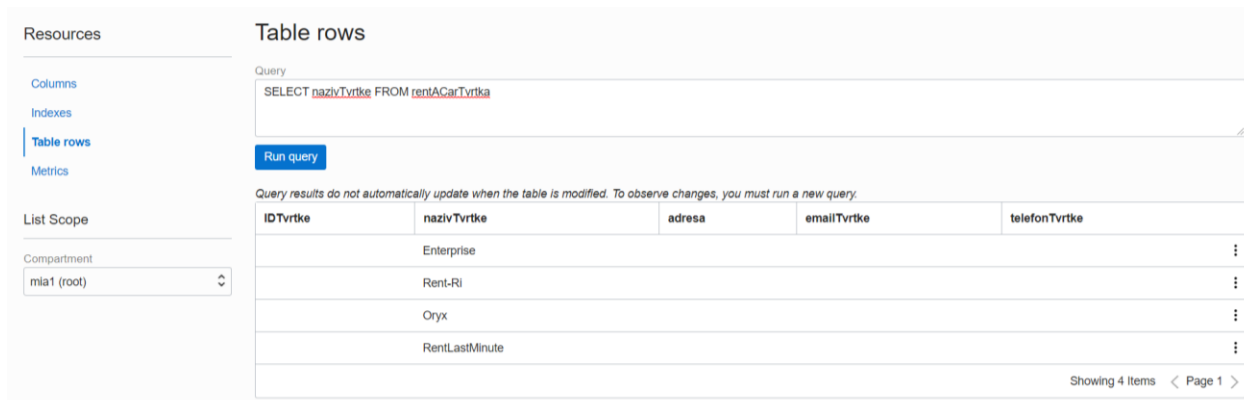 Resources
Columns
Indexes
Table rows
Metrics
List Scope
Compartment
mia1 (root)
Table rows
Query
SELECT nazivTvrtke FROM rentACarTvrtka
Run query
Query results do not automatically update when the table is modified. To observe changes, you must run a new query.
IDTvrtke nazivTvrtke adresa emailTvrtke telefonTvrtke
Enterprise
Rent-Ri
Oryx
RentLastMinute
Showing 4 Items < Page 1 >